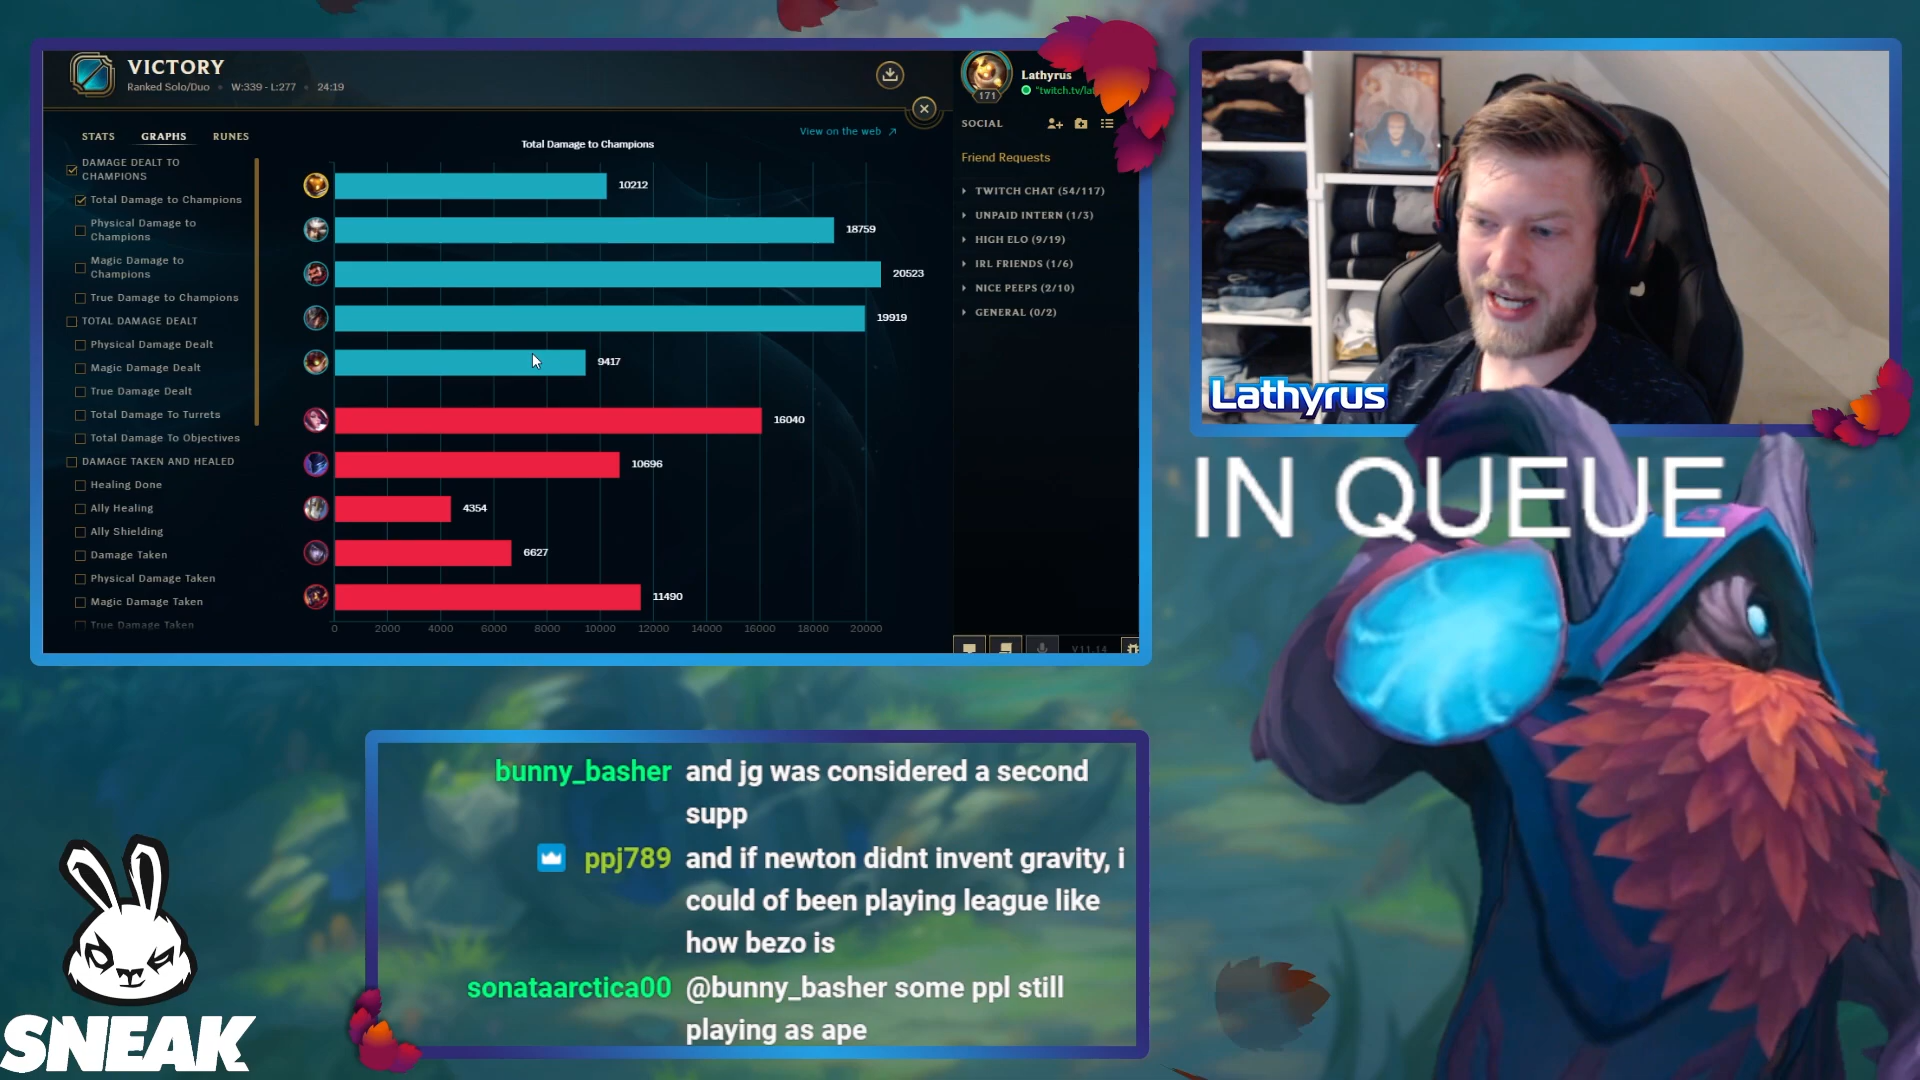 VICTORY
Ranked Solo/Duo • W:339 - L:277 • 24:19
STATS GRAPHS RUNES
View on the web
Total Damage to Champions
DAMAGE DEALT TO
CHAMPIONS
Total Damage to Champions
Physical Damage to
Champions
Magic Damage to
Champions
True Damage to Champions
TOTAL DAMAGE DEALT
Physical Damage Dealt
Magic Damage Dealt
True Damage Dealt
Total Damage To Turrets
Total Damage To Objectives
DAMAGE TAKEN AND HEALED
Healing Done
Ally Healing
Ally Shielding
Damage Taken
Physical Damage Taken
Magic Damage Taken
True Damage Taken
10212
18759
20523
19919
9417
16040
10696
4354
6627
11490
0 2000 4000 6000 8000 10000 12000 14000 16000 18000 20000
Lathyrus
171
"twitch.tv/la
SOCIAL
Friend Requests
TWITCH CHAT (54/117)
UNPAID INTERN (1/3)
HIGH ELO (9/19)
IRL FRIENDS (1/6)
NICE PEEPS (2/10)
GENERAL (0/2)
V11.14
Lathyrus
IN QUEUE
bunny_basher and jg was considered a second
supp
ppj789 and if newton didnt invent gravity, i
could of been playing league like
how bezo is
sonataarctica00 @bunny_basher some ppl still
playing as ape
SNEAK